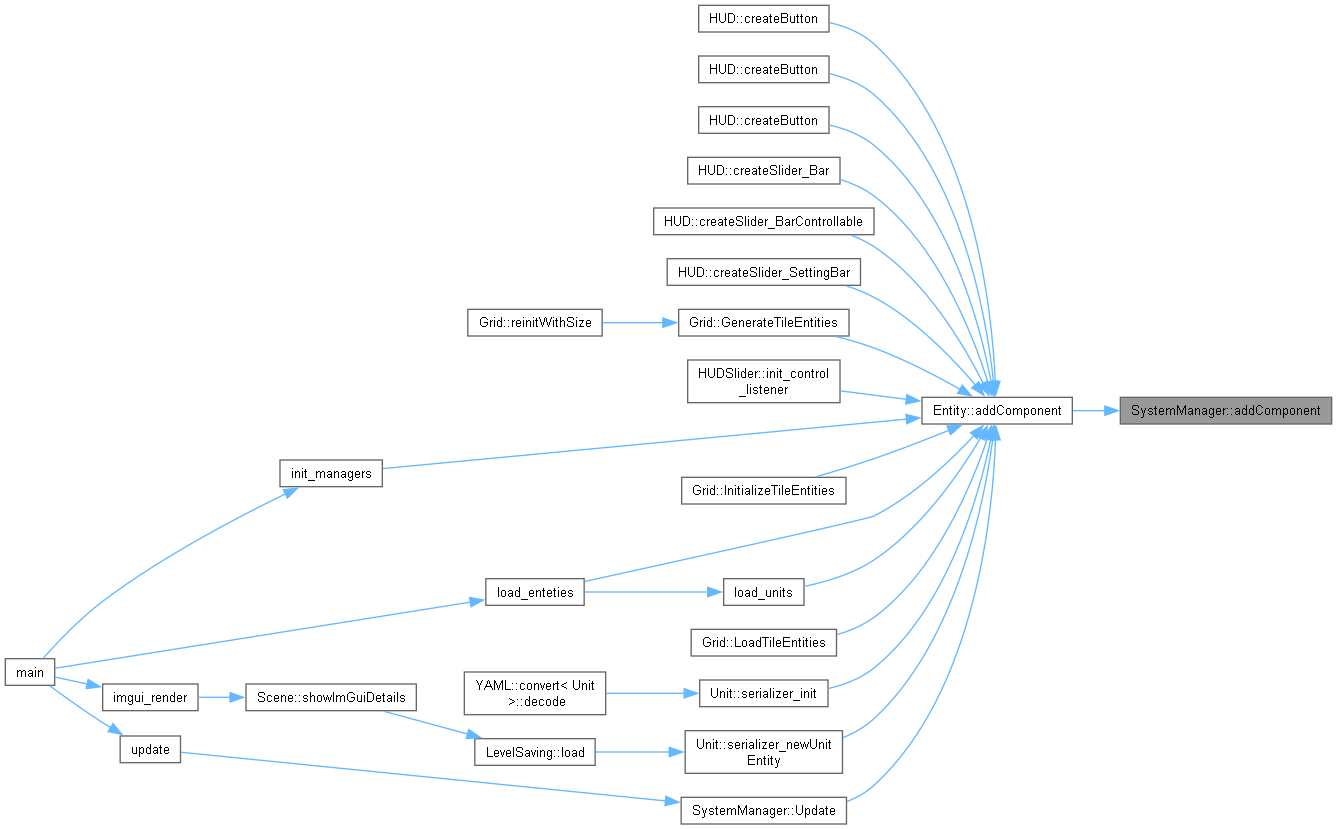 HUD::createButton
HUD::createButton
HUD::createButton
HUD::createSlider_Bar
HUD::createSlider_BarControllable
HUD::createSlider_SettingBar
Grid::reinitWithSize
Grid::GenerateTileEntities
HUDSlider::init_control
_listener
Entity::addComponent
SystemManager::addComponent
init_managers
Grid::InitializeTileEntities
load_enteties
load_units
Grid::LoadTileEntities
main
imgui_render
Scene::showImGuiDetails
YAML::convert< Unit
>::decode
Unit::serializer_init
update
LevelSaving::load
Unit::serializer_newUnit
Entity
SystemManager::Update